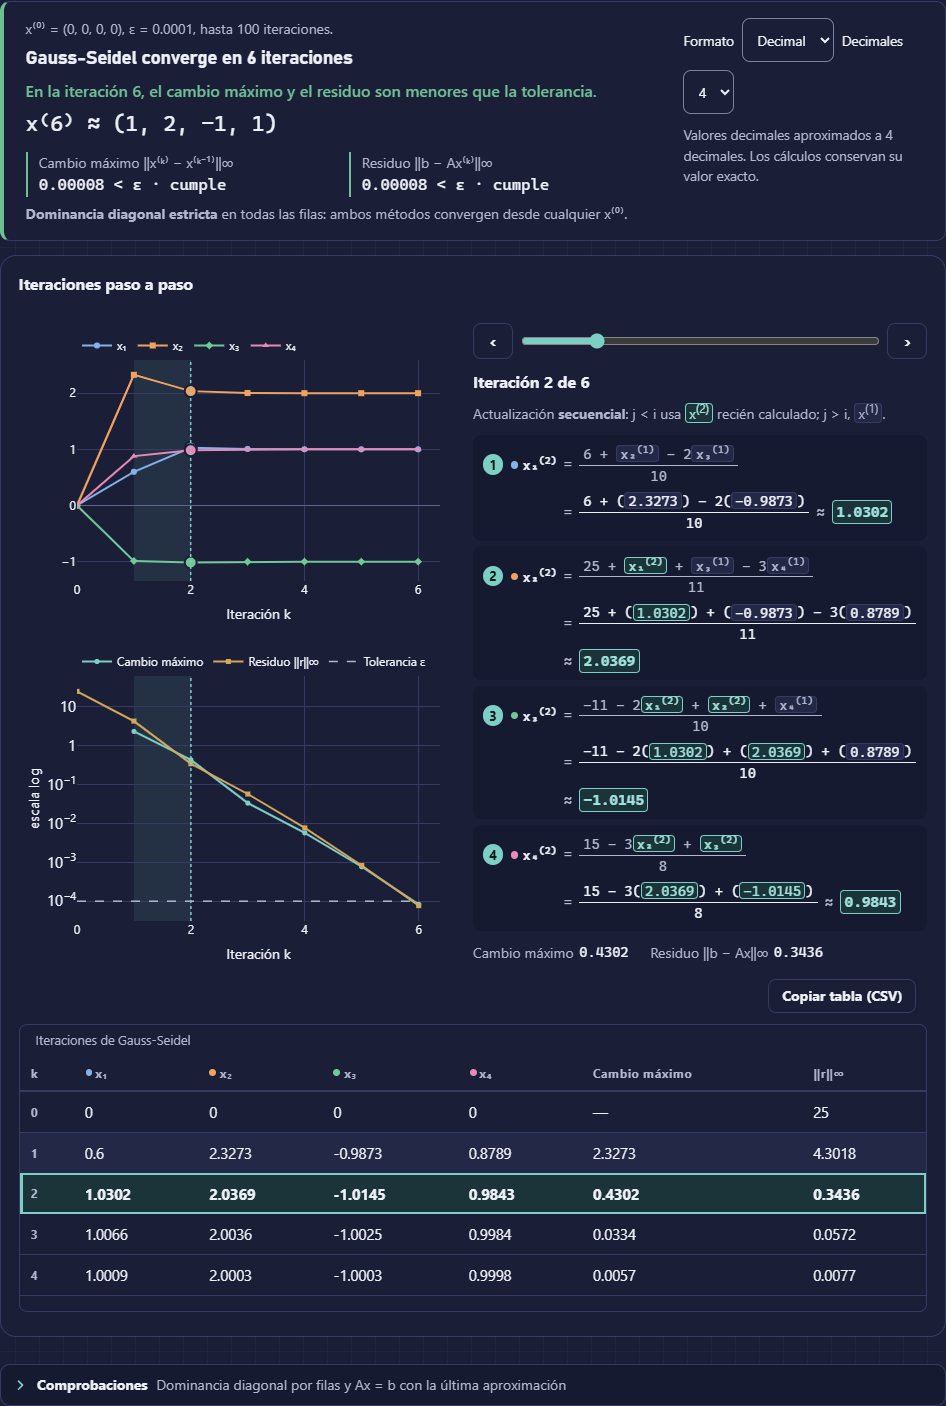 x⁽⁰⁾ = (0, 0, 0, 0), ε = 0.0001, hasta 100 iteraciones.
Gauss-Seidel converge en 6 iteraciones
En la iteración 6, el cambio máximo y el residuo son menores que la tolerancia.
x⁽⁶⁾ ≈ (1, 2, −1, 1)
Cambio máximo ‖x⁽ᵏ⁾ − x⁽ᵏ⁻¹⁾‖∞
0.00008 < ε · cumple
Residuo ‖b − Ax⁽ᵏ⁾‖∞
0.00008 < ε · cumple
Dominancia diagonal estricta en todas las filas: ambos métodos convergen desde cualquier x⁽⁰⁾.
Formato Decimal Decimales
4
Valores decimales aproximados a 4
decimales. Los cálculos conservan su
valor exacto.
Iteraciones paso a paso
x₁ x₂ x₃ x₄
2
1
0
−1
0 2 4 6
Iteración k
Cambio máximo Residuo ‖r‖∞ Tolerancia ε
escala log
10
1
10⁻¹
10⁻²
10⁻³
10⁻⁴
0 2 4 6
Iteración k
‹ ›
Iteración 2 de 6
Actualización secuencial: j < i usa x⁽²⁾ recién calculado; j > i, x⁽¹⁾.
1 x₁⁽²⁾ = 6 + x₂⁽¹⁾ − 2x₃⁽¹⁾
10
= 6 + (2.3273) − 2(−0.9873) ≈ 1.0302
10
2 x₂⁽²⁾ = 25 + x₁⁽²⁾ + x₃⁽¹⁾ − 3x₄⁽¹⁾
11
= 25 + (1.0302) + (−0.9873) − 3(0.8789)
11
≈ 2.0369
3 x₃⁽²⁾ = −11 − 2x₁⁽²⁾ + x₂⁽²⁾ + x₄⁽¹⁾
10
= −11 − 2(1.0302) + (2.0369) + (0.8789)
10
≈ −1.0145
4 x₄⁽²⁾ = 15 − 3x₂⁽²⁾ + x₃⁽²⁾
8
= 15 − 3(2.0369) + (−1.0145) ≈ 0.9843
8
Cambio máximo 0.4302 Residuo ‖b − Ax‖∞ 0.3436
Copiar tabla (CSV)
Iteraciones de Gauss-Seidel
k x₁ x₂ x₃ x₄ Cambio máximo ‖r‖∞
0 0 0 0 0 — 25
1 0.6 2.3273 -0.9873 0.8789 2.3273 4.3018
2 1.0302 2.0369 -1.0145 0.9843 0.4302 0.3436
3 1.0066 2.0036 -1.0025 0.9984 0.0334 0.0572
4 1.0009 2.0003 -1.0003 0.9998 0.0057 0.0077
Comprobaciones Dominancia diagonal por filas y Ax = b con la última aproximación